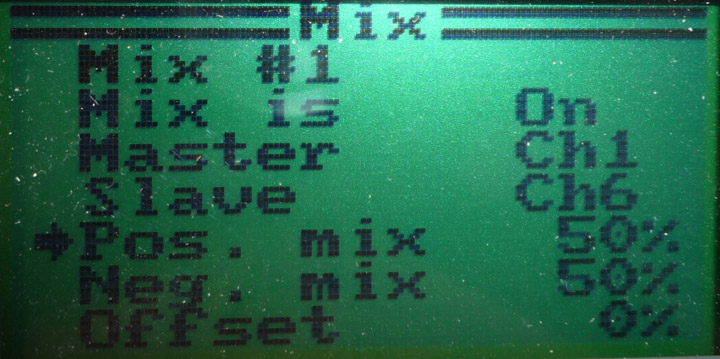 Mix
Mix #1
Mix is On
Master Ch1
Slave Ch6
Pos. mix 50%
Neg. mix 50%
Offset 0%